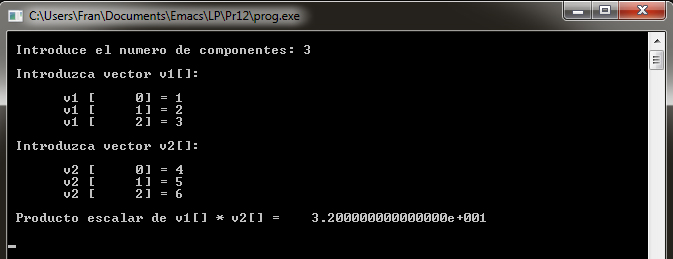 C:\Users\Fran\Documents\Emacs\LP\Pr12\prog.exe
Introduce el numero de componentes: 3
Introduzca vector v1[]:
v1 [     0] = 1
v1 [     1] = 2
v1 [     2] = 3
Introduzca vector v2[]:
v2 [     0] = 4
v2 [     1] = 5
v2 [     2] = 6
Producto escalar de v1[] * v2[] =    3.200000000000000e+001